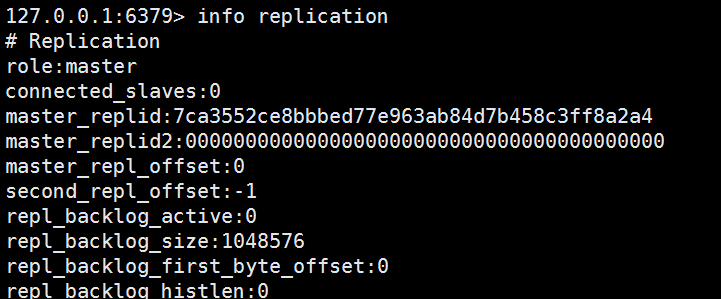 127.0.0.1:6379> info replication
# Replication
role:master
connected_slaves:0
master_replid:7ca3552ce8bbbed77e963ab84d7b458c3ff8a2a4
master_replid2:0000000000000000000000000000000000000000
master_repl_offset:0
second_repl_offset:-1
repl_backlog_active:0
repl_backlog_size:1048576
repl_backlog_first_byte_offset:0
repl_backlog_histlen:0